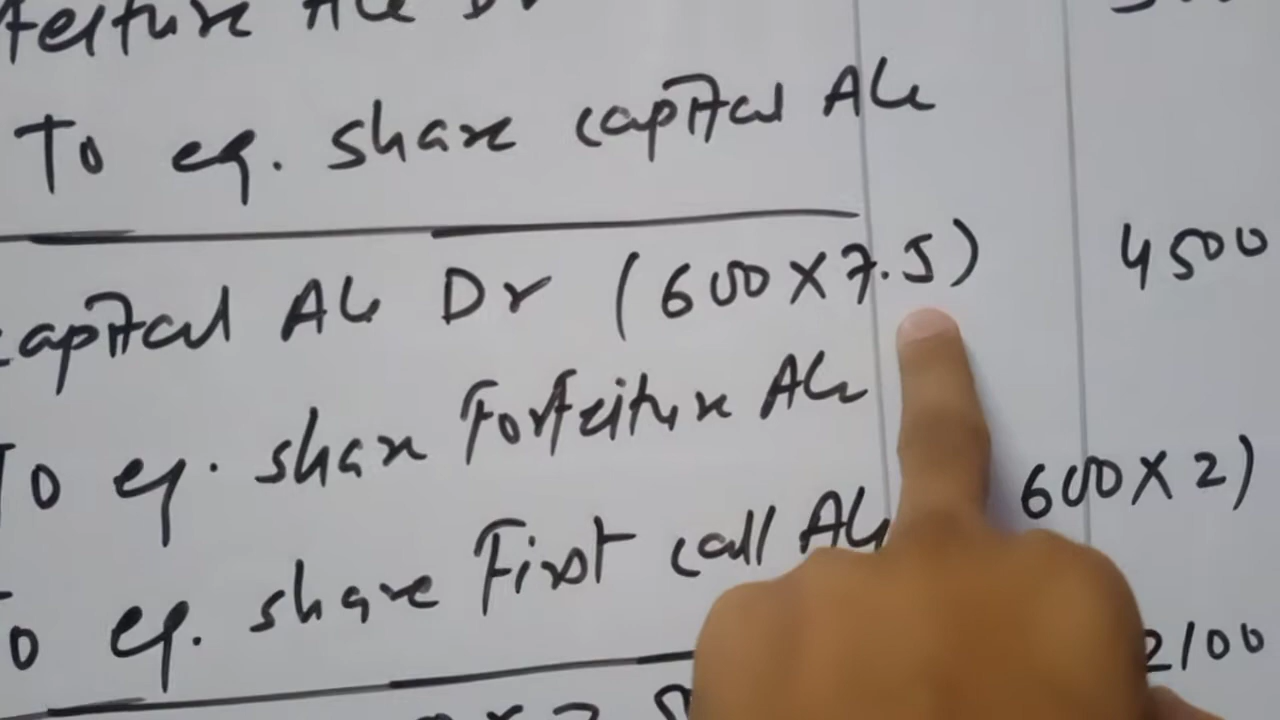 To eq. share capital A/c
capital A/c Dr (600×7.5) 4500
To eq. share Forfeiture A/c
600×2)
To eq. share First call A/c
2100